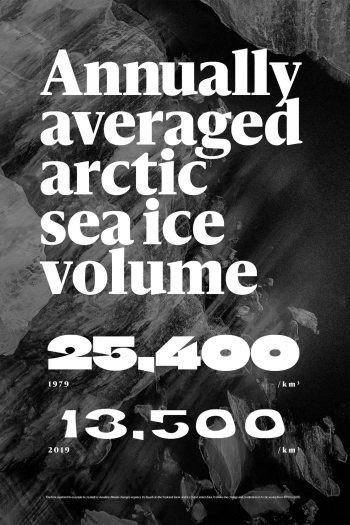 Annually
averaged
arctic
sea ice
volume
25,400
1979 /km³
13,500
2019 /km³